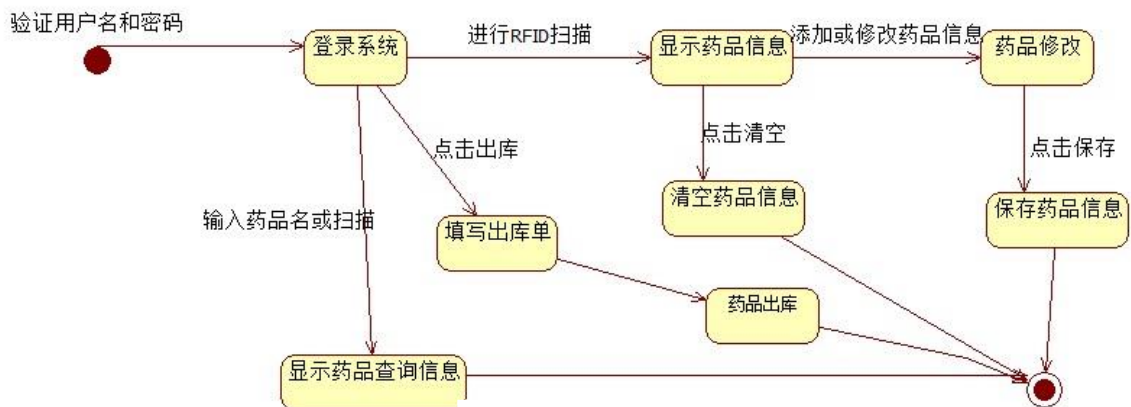 验证用户名和密码
登录系统
进行RFID扫描
显示药品信息
添加或修改药品信息
药品修改
点击出库
点击清空
点击保存
输入药品名或扫描
填写出库单
清空药品信息
保存药品信息
药品出库
显示药品查询信息